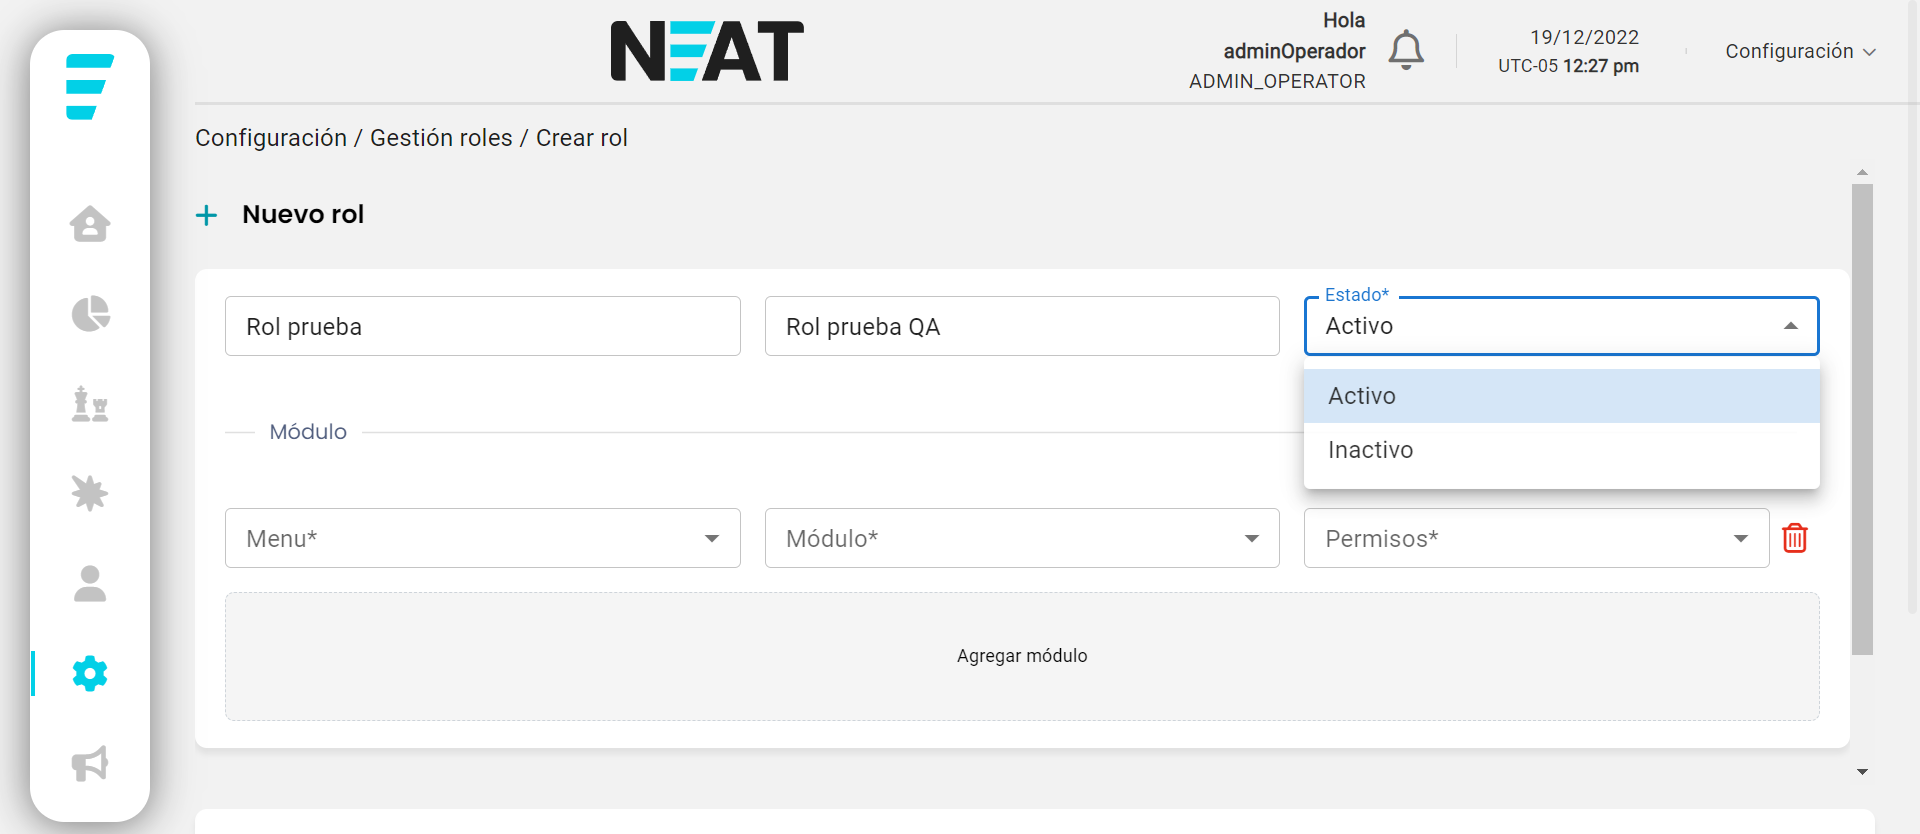 NEAT
Hola
adminOperador
ADMIN_OPERATOR
19/12/2022
UTC-05 12:27 pm
Configuración
Configuración / Gestión roles / Crear rol
Nuevo rol
Rol prueba
Rol prueba QA
Estado*
Activo
Activo
Inactivo
Módulo
Menu*
Módulo*
Permisos*
Agregar módulo